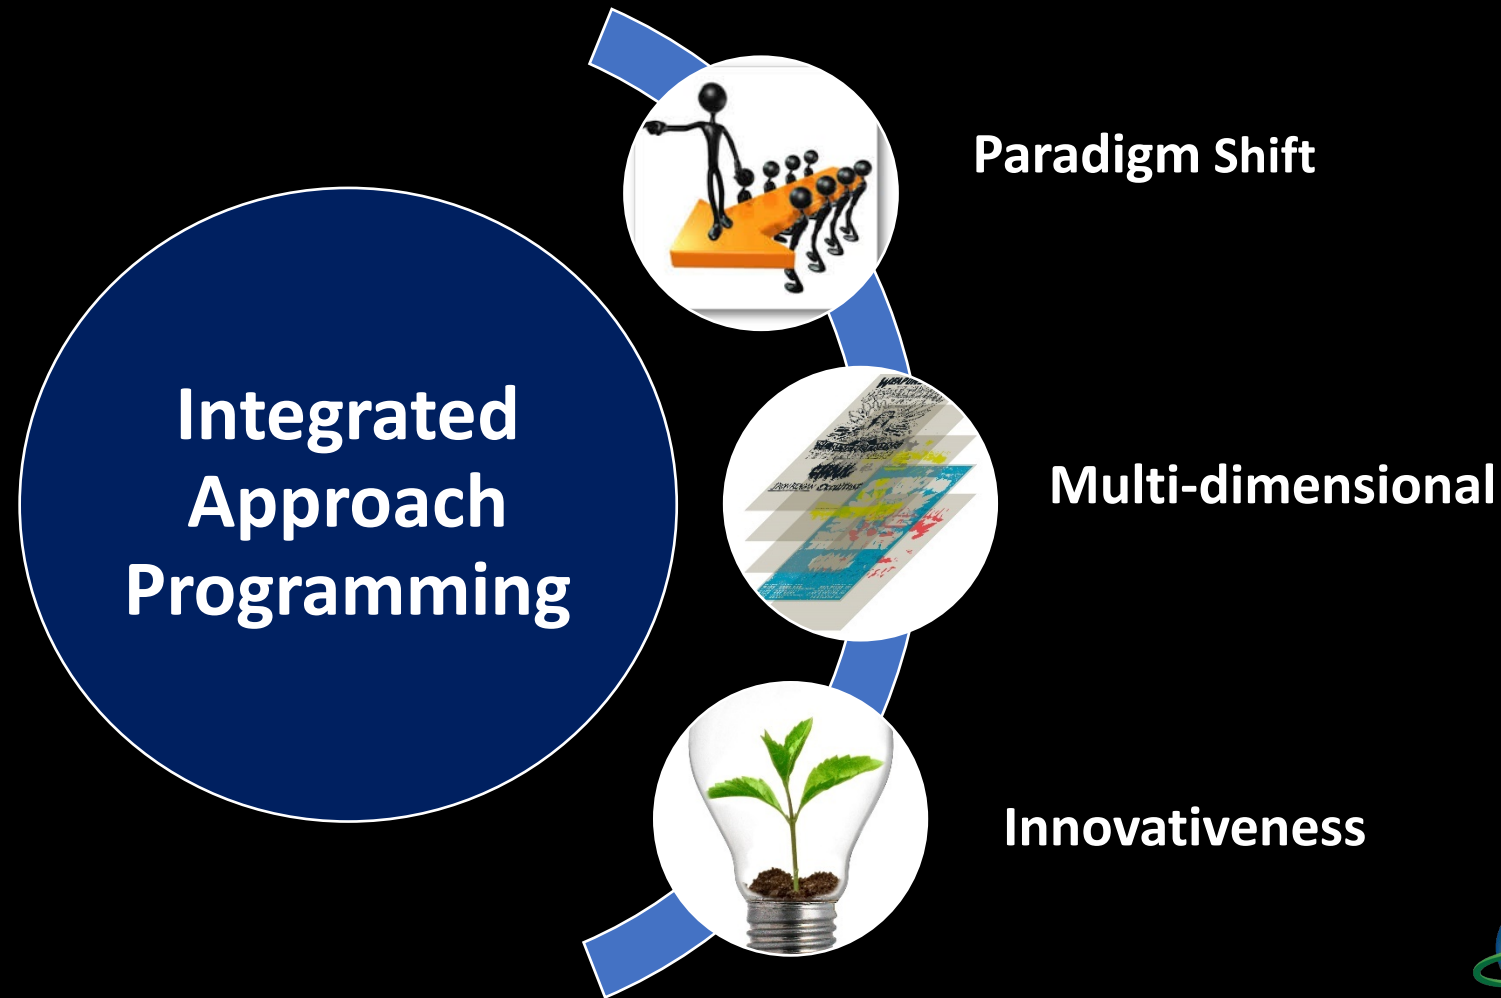 Integrated
Approach
Programming
Paradigm Shift
Multi-dimensional
Innovativeness